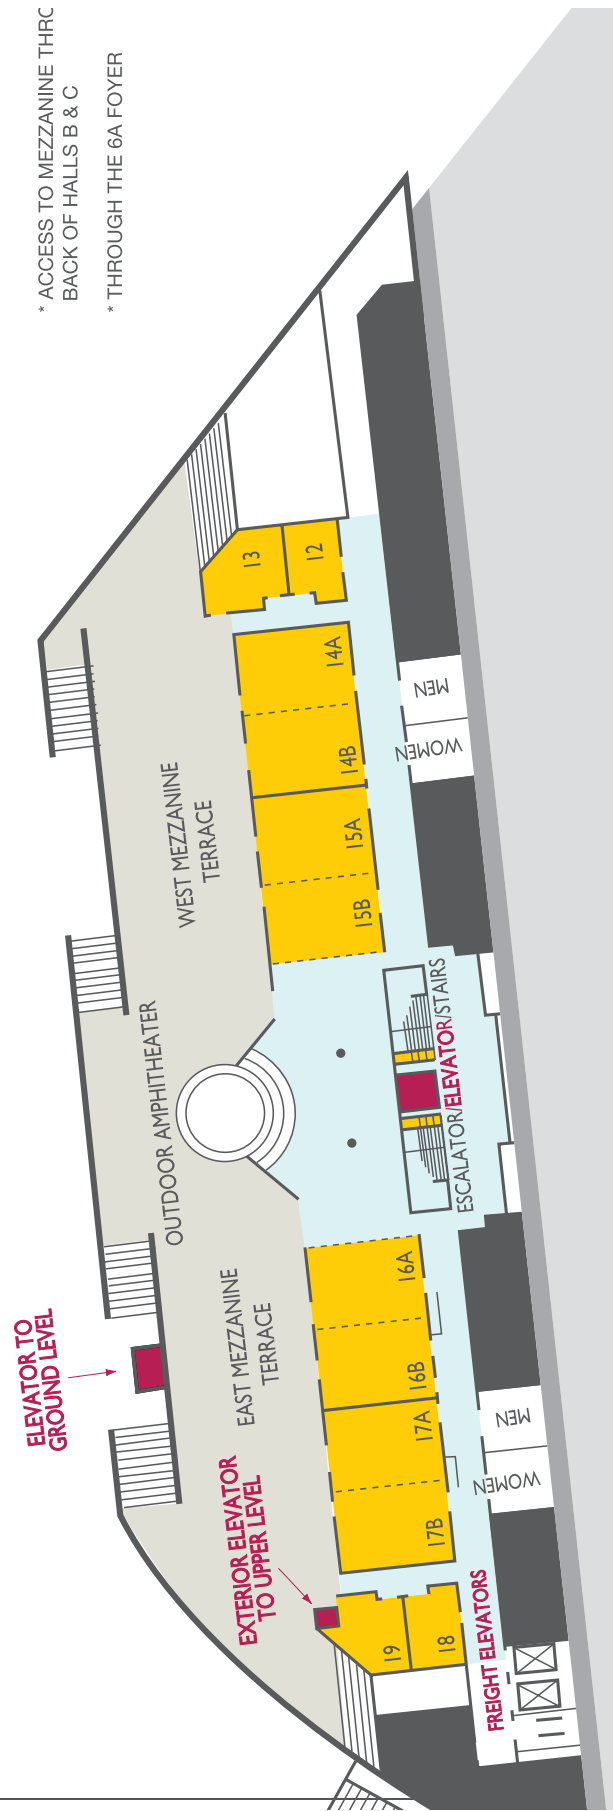 * ACCESS TO MEZZANINE THRC
BACK OF HALLS B & C
* THROUGH THE 6A FOYER
13
12
14A
14B
15A
15B
MEN
WOMEN
WEST MEZZANINE
TERRACE
OUTDOOR AMPHITHEATER
ESCALATOR/ELEVATOR/STAIRS
EAST MEZZANINE
TERRACE
ELEVATOR TO
GROUND LEVEL
16A
16B
17A
17B
MEN
WOMEN
EXTERIOR ELEVATOR
TO UPPER LEVEL
19
18
FREIGHT ELEVATORS